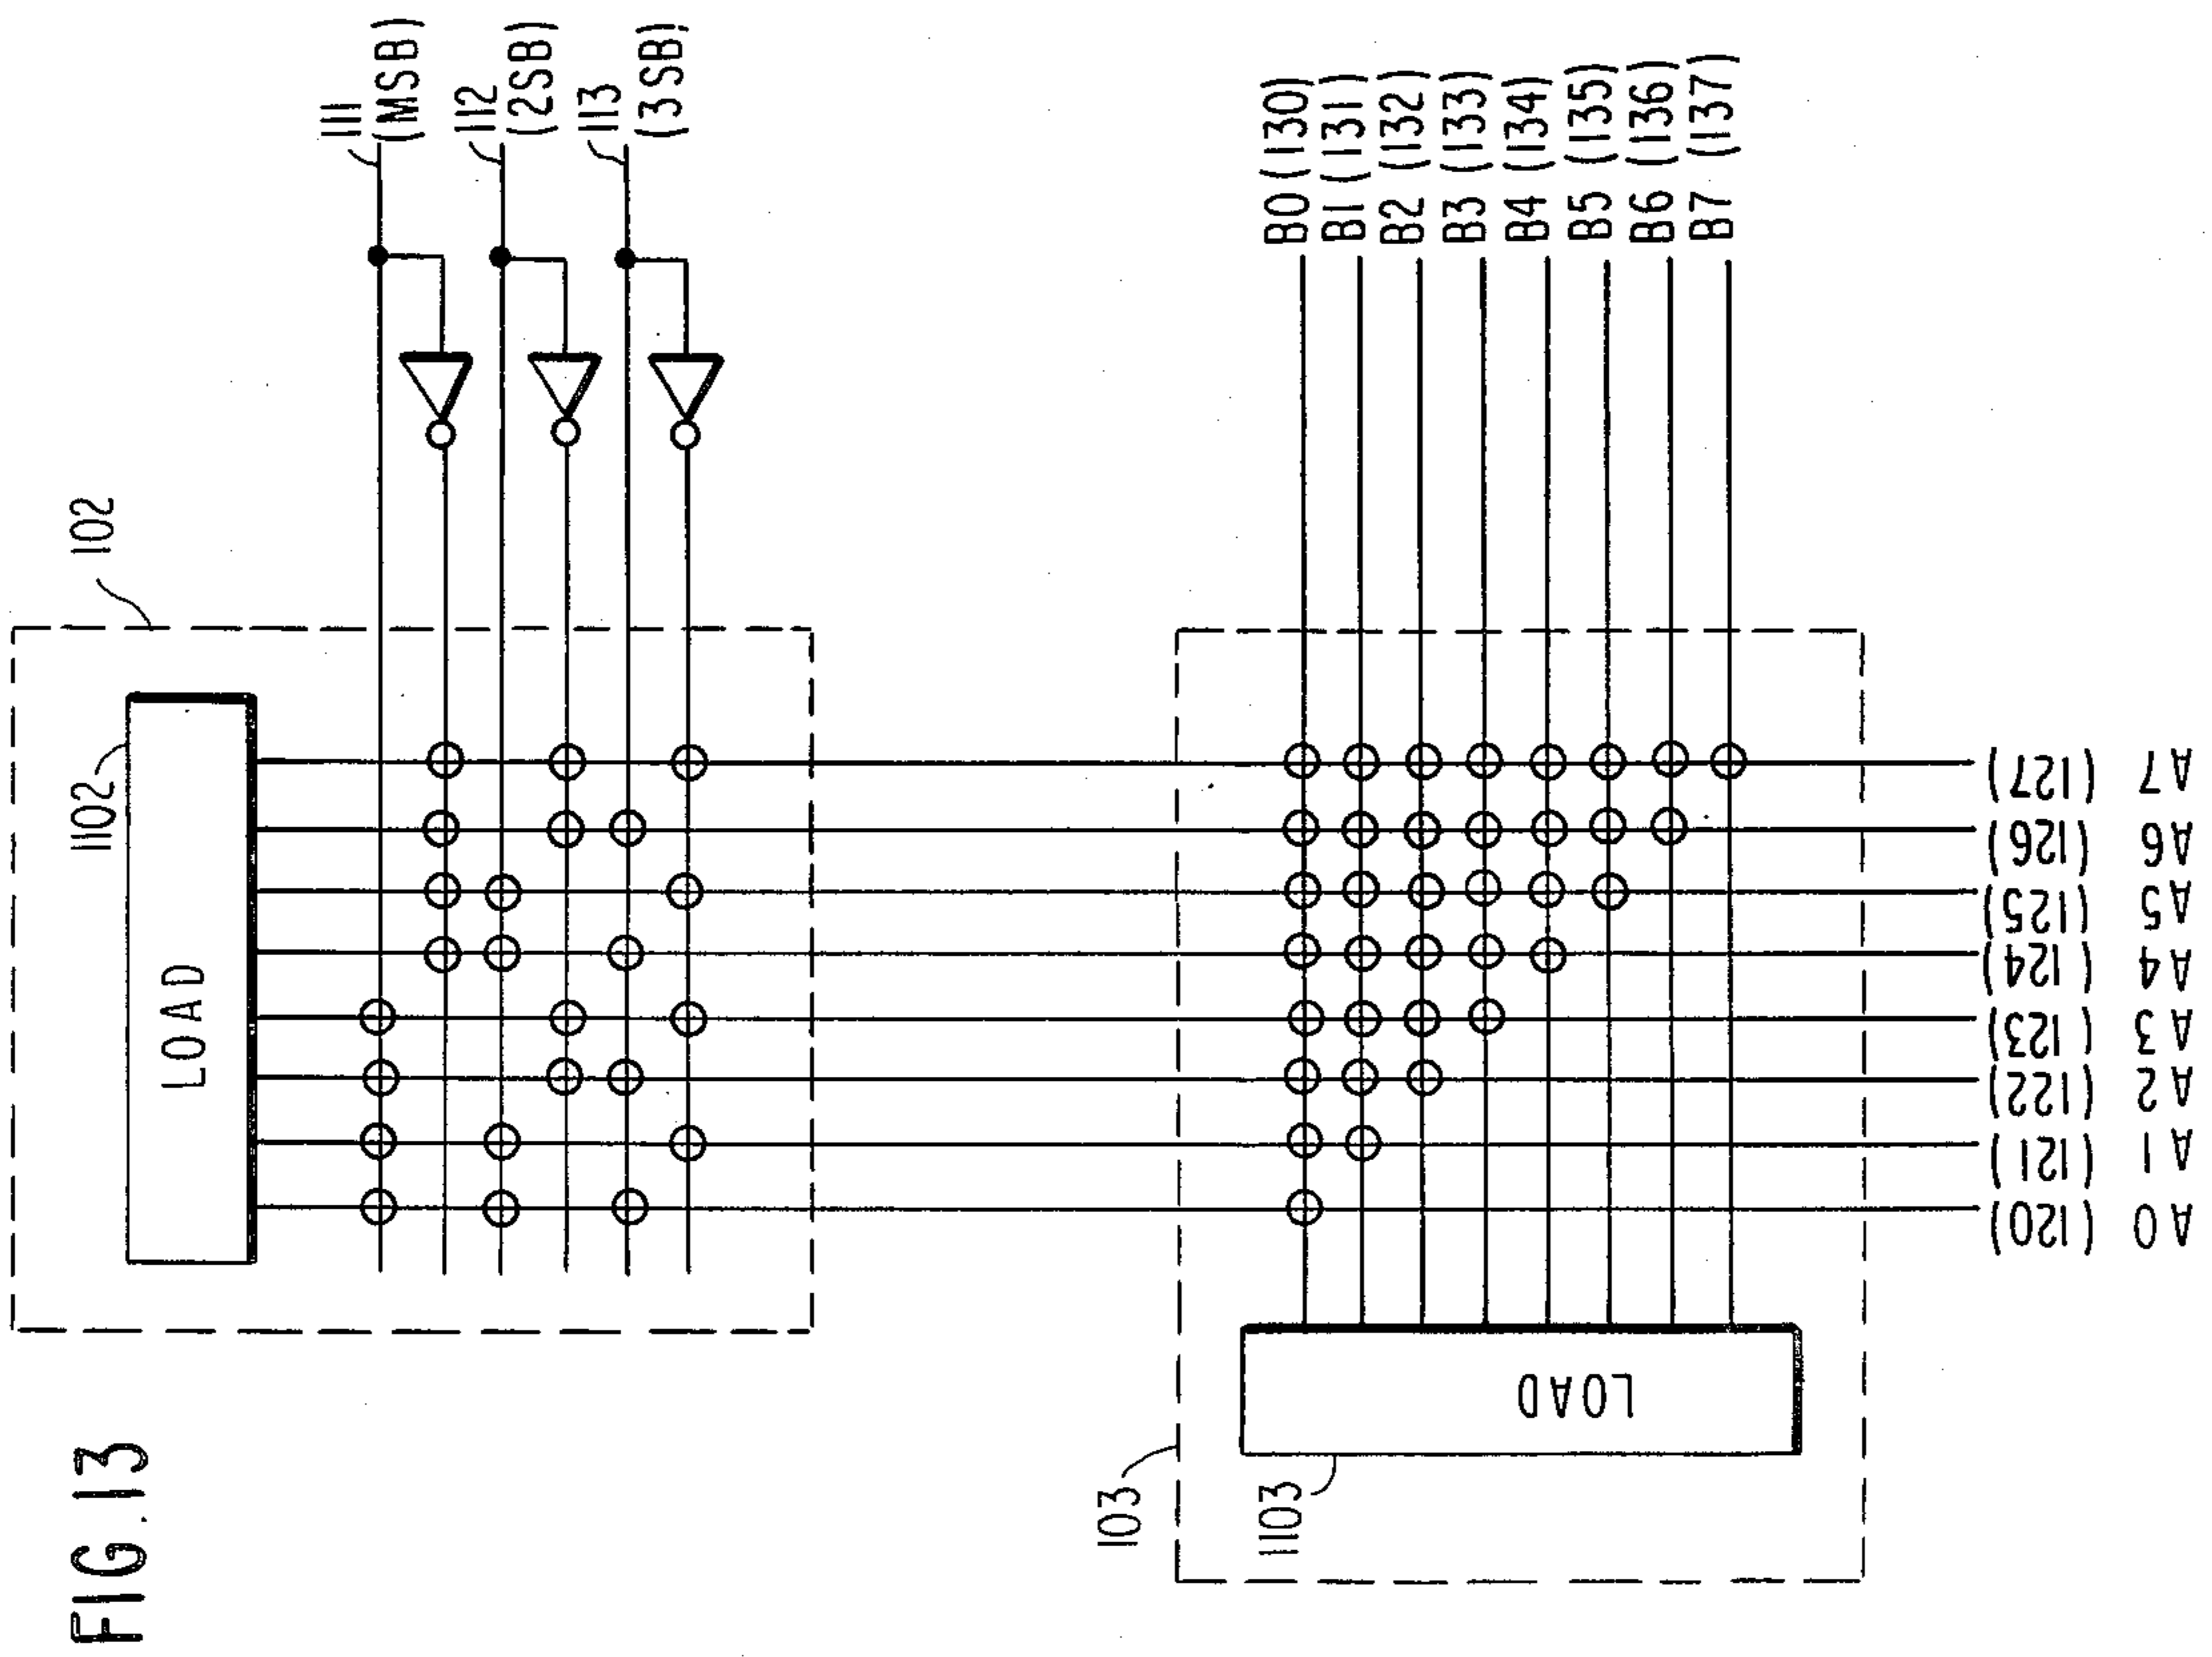 FIG.13
102
1102
LOAD
111
(MSB)
112
(2SB)
113
(3SB)
103
1103
LOAD
B0 (130)
B1 (131)
B2 (132)
B3 (133)
B4 (134)
B5 (135)
B6 (136)
B7 (137)
(120) A0
(121) A1
(122) A2
(123) A3
(124) A4
(125) A5
(126) A6
(127) A7